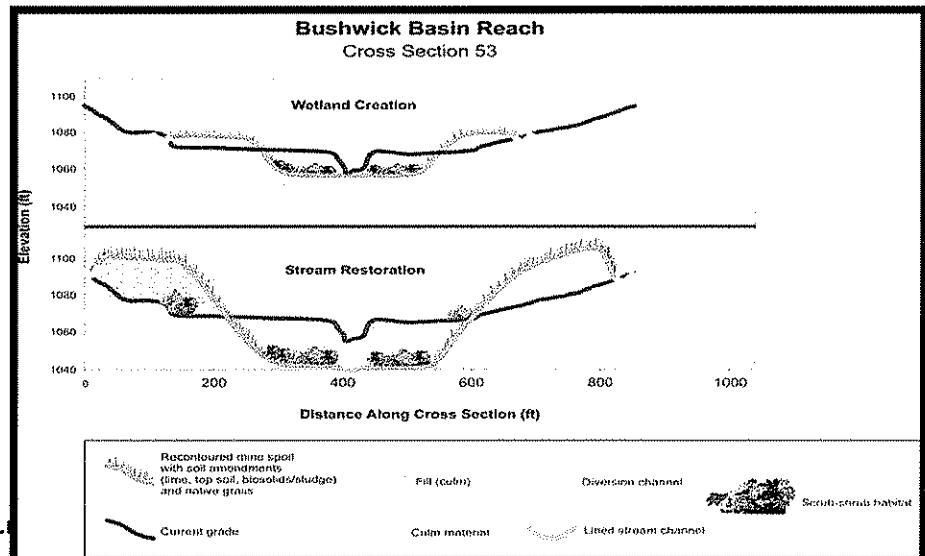 Bushwick Basin Reach
Cross Section 53
Wetland Creation
1100
1080
1060
1040
Elevation (ft)
Stream Restoration
1100
1080
1060
1040
0 200 400 600 800 1000
Distance Along Cross Section (ft)
Recontoured mine spoil
with soil amendments
(lime, top soil, biosolids/sludge)
and native grass
Fill (culm)
Diversion channel
Scrub-shrub habitat
Current grade
Culm material
Lined stream channel